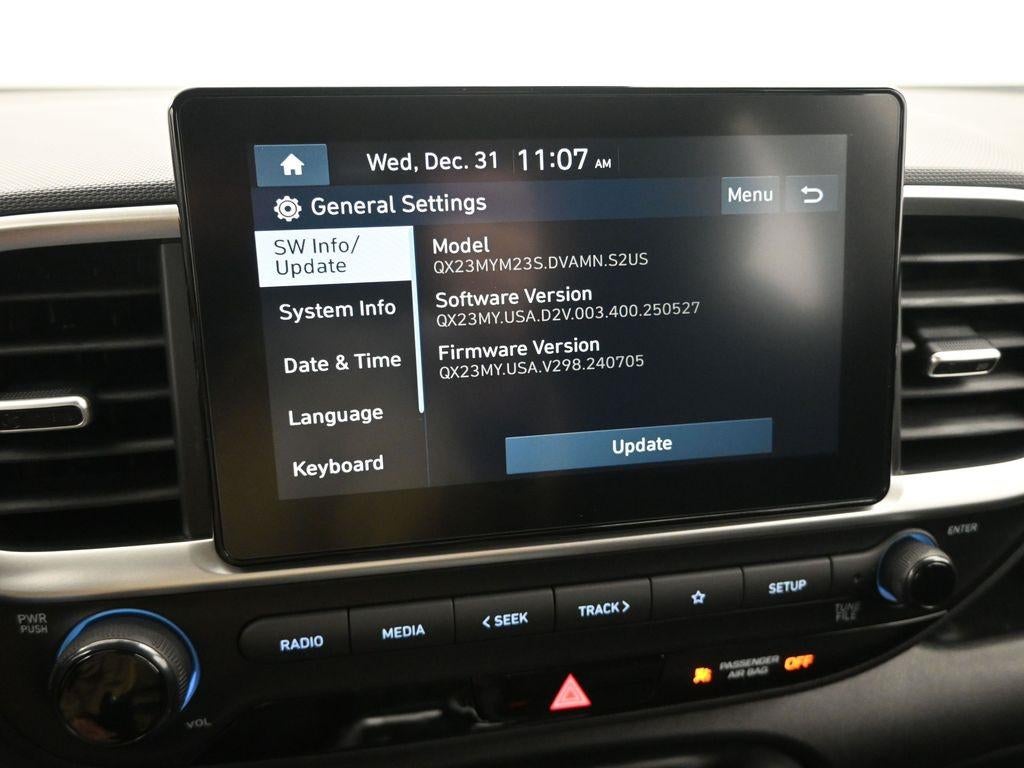 Wed, Dec. 31 11:07 AM
General Settings Menu
SW Info/
Update
System Info
Date & Time
Language
Keyboard
Model
QX23MYM23S.DVAMN.S2US
Software Version
QX23MY.USA.D2V.003.400.250527
Firmware Version
QX23MY.USA.V298.240705
Update
ENTER
PWR
PUSH
RADIO
MEDIA
< SEEK
TRACK >
SETUP
TUNE
FILE
VOL
PASSENGER
AIR BAG
OFF